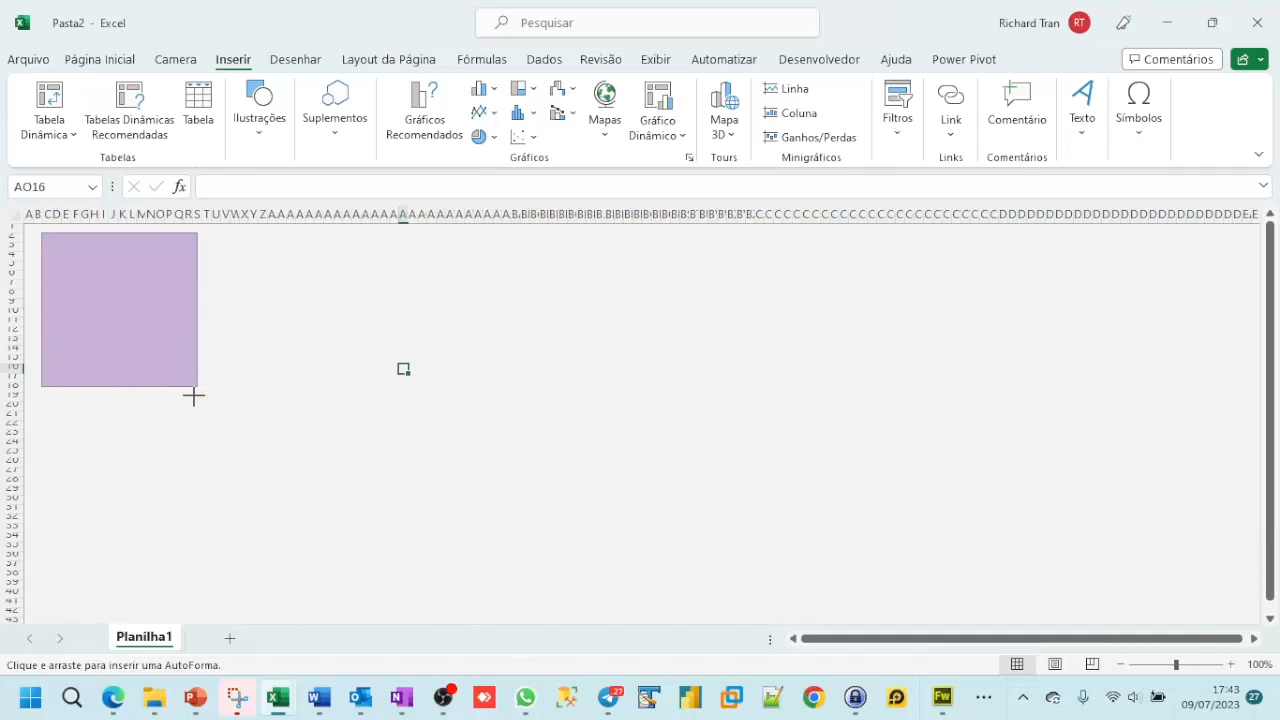 Pasta2 - Excel
Pesquisar
Richard Tran
RT
Arquivo
Página Inicial
Camera
Inserir
Desenhar
Layout da Página
Fórmulas
Dados
Revisão
Exibir
Automatizar
Desenvolvedor
Ajuda
Power Pivot
Comentários
Tabela Dinâmica
Tabelas Dinâmicas Recomendadas
Tabela
Ilustrações
Suplementos
Gráficos Recomendados
Mapas
Gráfico Dinâmico
Mapa 3D
Linha
Coluna
Ganhos/Perdas
Filtros
Link
Comentário
Texto
Símbolos
Tabelas
Gráficos
Tours
Minigráficos
Links
Comentários
AO16
fx
Planilha1
Clique e arraste para inserir uma AutoForma.
100%
27
Fw
17:43
09/07/2023
27